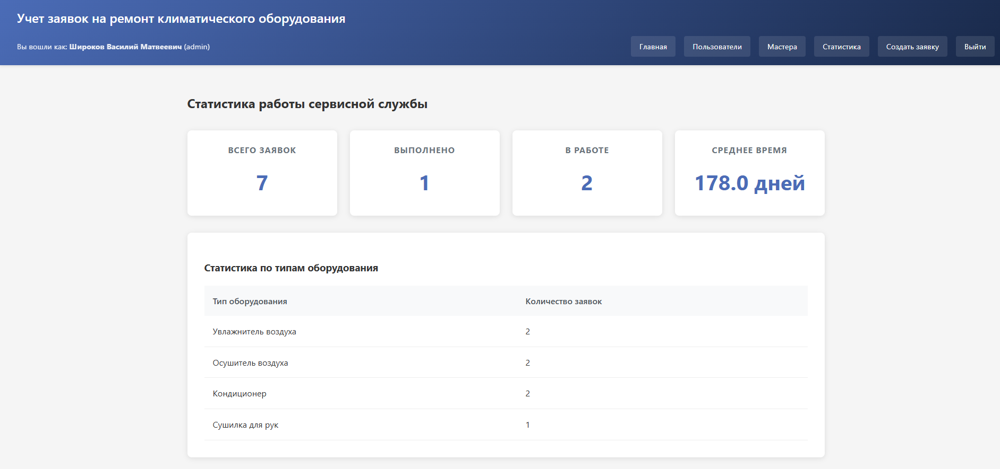 Учет заявок на ремонт климатического оборудования
Вы вошли как: Широков Василий Матвеевич (admin)
Главная
Пользователи
Мастера
Статистика
Создать заявку
Выйти
Статистика работы сервисной службы
ВСЕГО ЗАЯВОК
7
ВЫПОЛНЕНО
1
В РАБОТЕ
2
СРЕДНЕЕ ВРЕМЯ
178.0 дней
Статистика по типам оборудования
Тип оборудования Количество заявок
Увлажнитель воздуха 2
Осушитель воздуха 2
Кондиционер 2
Сушилка для рук 1